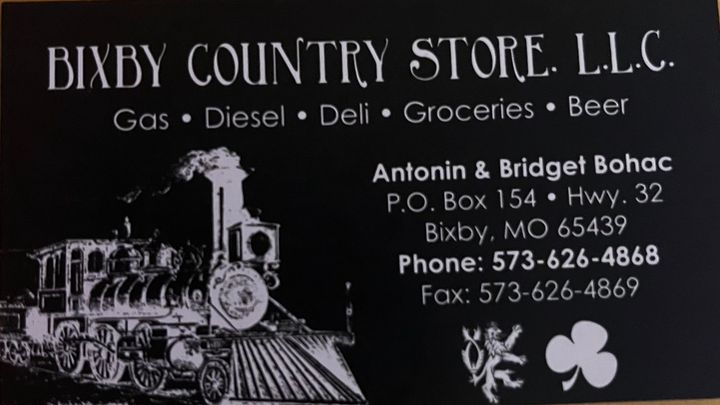 BIXBY COUNTRY STORE. L.L.C.
Gas • Diesel • Deli • Groceries • Beer
Antonin & Bridget Bohac
P.O. Box 154 • Hwy. 32
Bixby, MO 65439
Phone: 573-626-4868
Fax: 573-626-4869